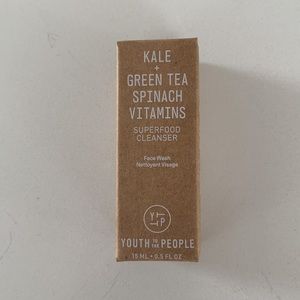 KALE
+
GREEN TEA
SPINACH
VITAMINS
SUPERFOOD
CLEANSER
Face Wash
Nettoyant Visage
Y P
YOUTH TO THE PEOPLE
15 ML • 0.5 FL OZ